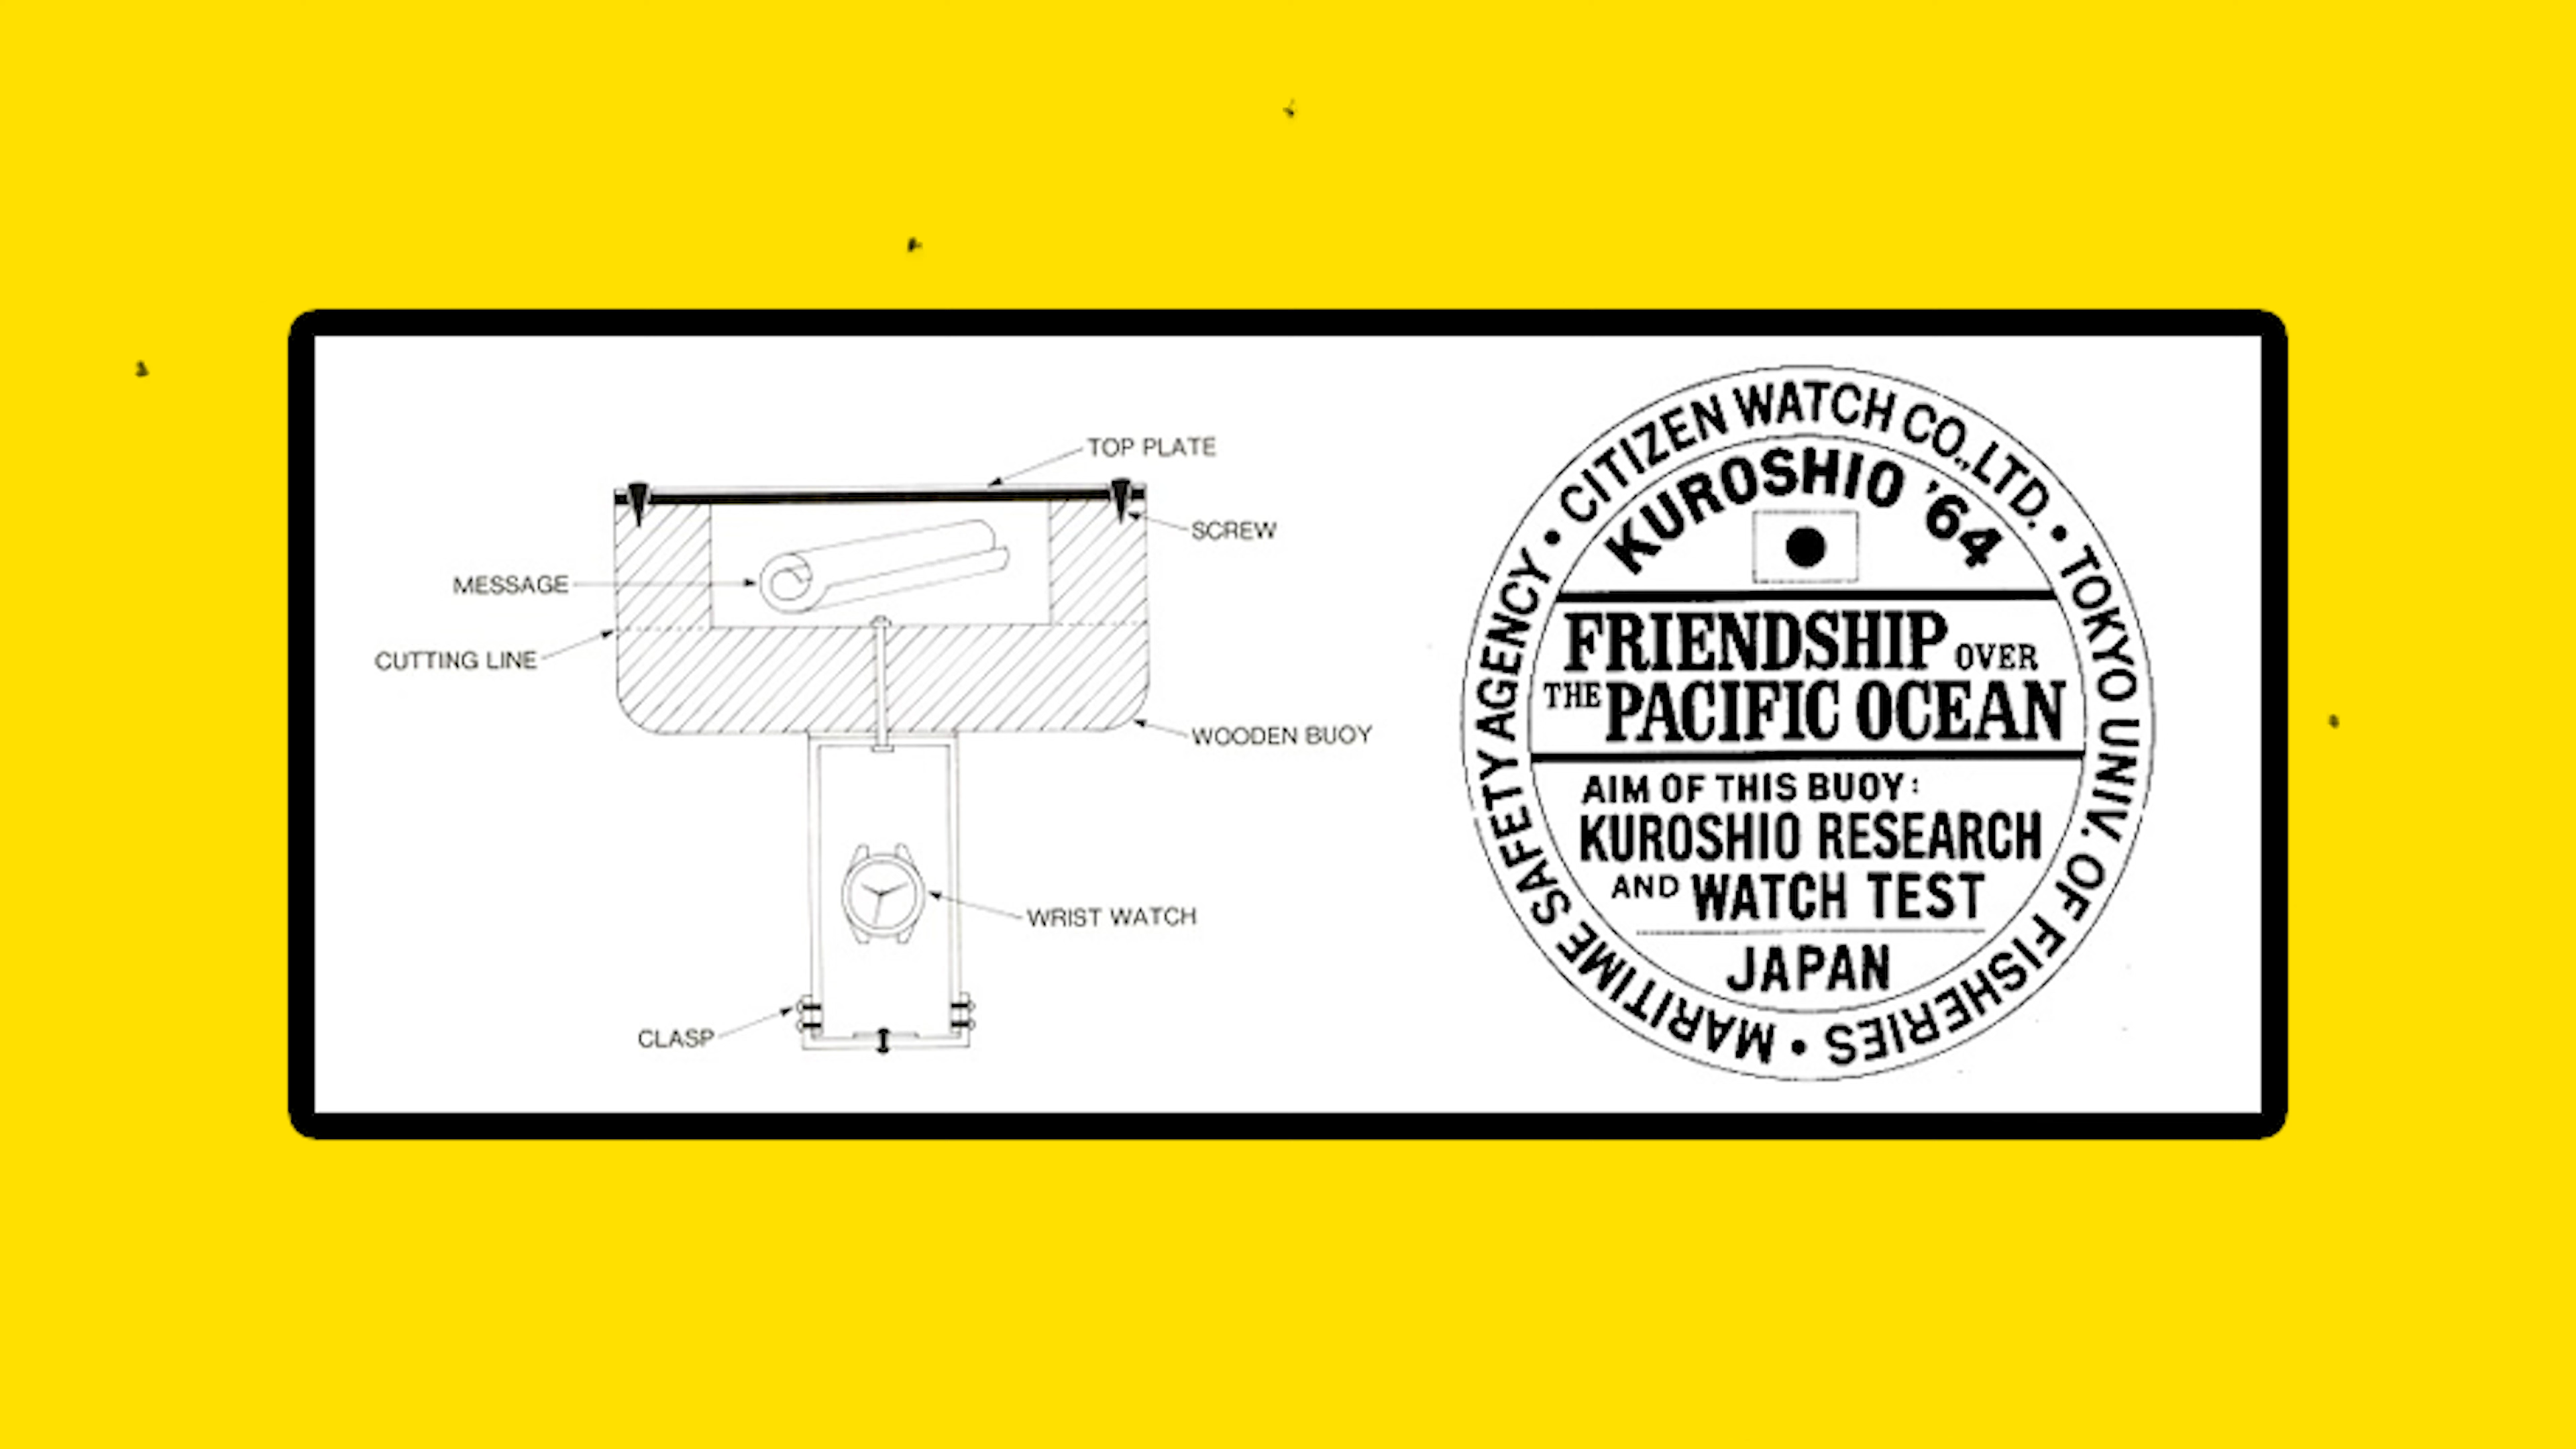 TOP PLATE
SCREW
MESSAGE
CUTTING LINE
WOODEN BUOY
WRIST WATCH
CLASP
• CITIZEN WATCH CO., LTD. • TOKYO UNIV. OF FISHERIES • MARITIME SAFETY AGENCY
KUROSHIO '64
FRIENDSHIP OVER
THE PACIFIC OCEAN
AIM OF THIS BUOY:
KUROSHIO RESEARCH
AND WATCH TEST
JAPAN